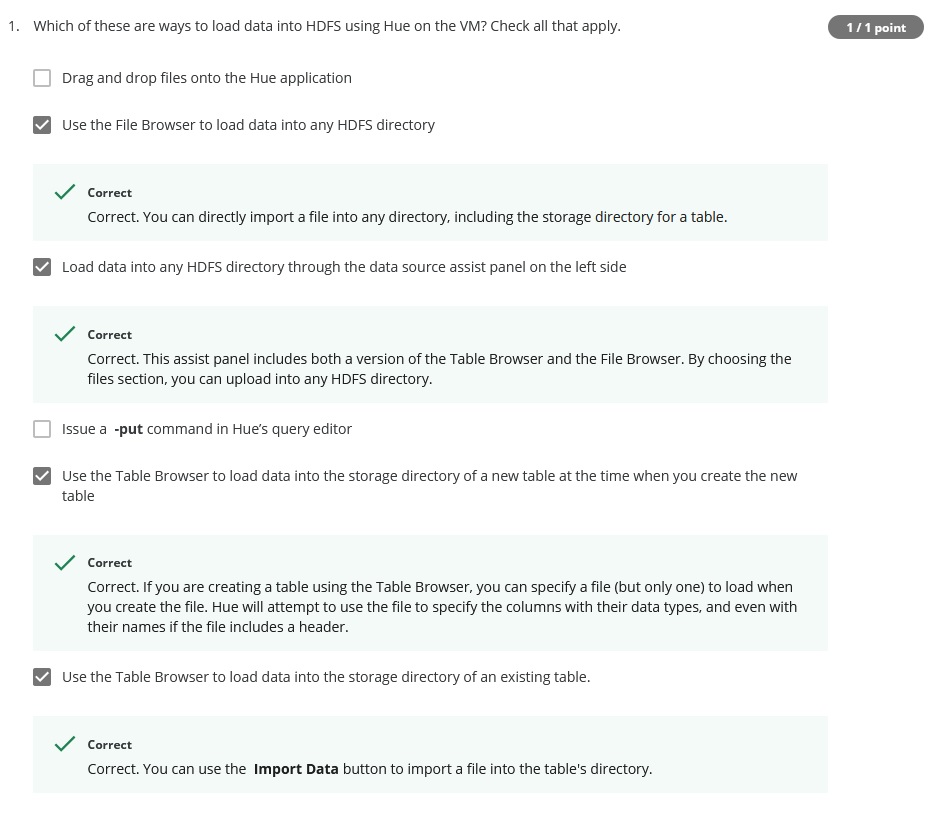 1. Which of these are ways to load data into HDFS using Hue on the VM? Check all that apply.
1 / 1 point
Drag and drop files onto the Hue application
Use the File Browser to load data into any HDFS directory
Correct
Correct. You can directly import a file into any directory, including the storage directory for a table.
Load data into any HDFS directory through the data source assist panel on the left side
Correct
Correct. This assist panel includes both a version of the Table Browser and the File Browser. By choosing the
files section, you can upload into any HDFS directory.
Issue a -put command in Hue’s query editor
Use the Table Browser to load data into the storage directory of a new table at the time when you create the new
table
Correct
Correct. If you are creating a table using the Table Browser, you can specify a file (but only one) to load when
you create the file. Hue will attempt to use the file to specify the columns with their data types, and even with
their names if the file includes a header.
Use the Table Browser to load data into the storage directory of an existing table.
Correct
Correct. You can use the Import Data button to import a file into the table's directory.